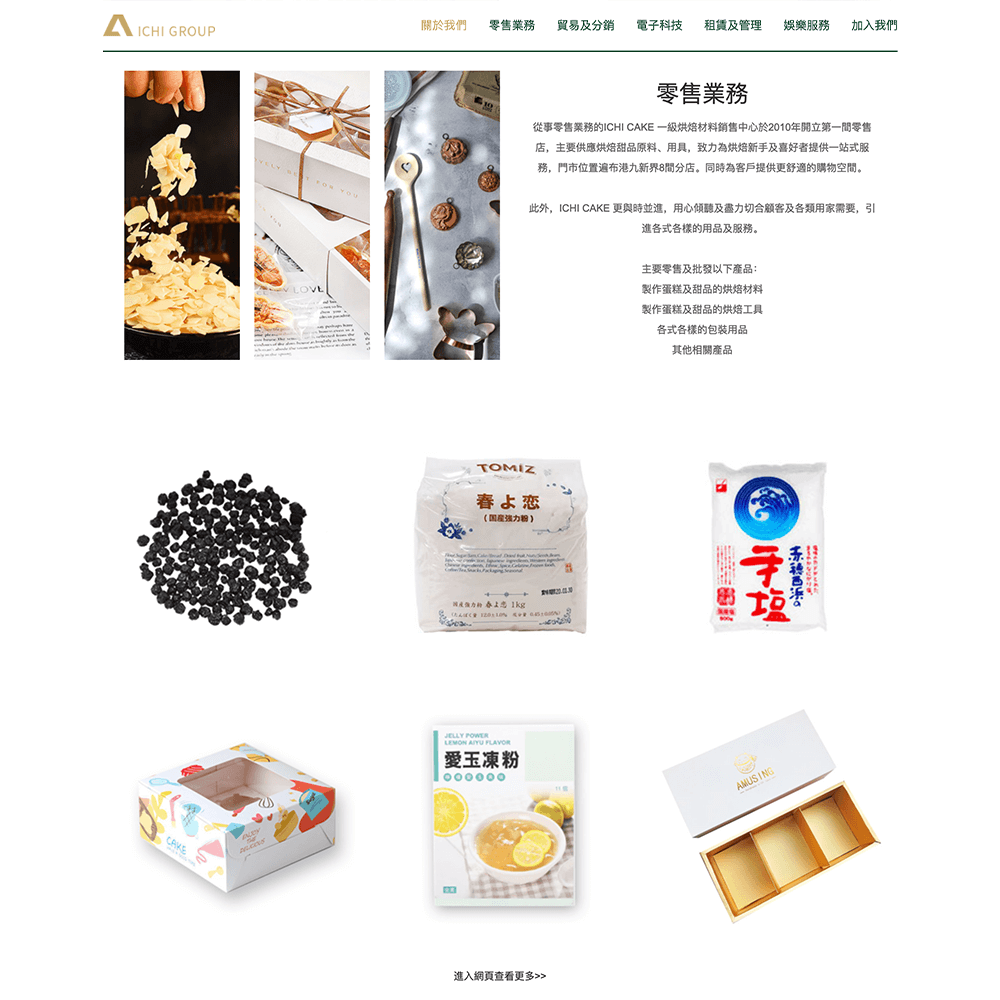 ICHI GROUP
關於我們 零售業務 貿易及分銷 電子科技 租賃及管理 娛樂服務 加入我們
零售業務
從事零售業務的ICHI CAKE 一級烘焙材料銷售中心於2010年開立第一間零售
店，主要供應烘焙甜品原料、用具，致力為烘焙新手及喜好者提供一站式服
務，門市位置遍布港九新界8間分店。同時為客戶提供更舒適的購物空間。
此外，ICHI CAKE 更與時並進，用心傾聽及盡力切合顧客及各類用家需要，引
進各式各樣的用品及服務。
主要零售及批發以下產品：
製作蛋糕及甜品的烘焙材料
製作蛋糕及甜品的烘焙工具
各式各樣的包裝用品
其他相關產品
TOMIZ
春よ恋
(国産強力粉)
国産強力粉 春よ恋 1kg
赤穂西浜の
手塩
JELLY POWER
LEMON AIYU FLAVOR
愛玉凍粉
CAKE
ENJOY
THE
DELICIOUS
AMUSING
進入網頁查看更多>>